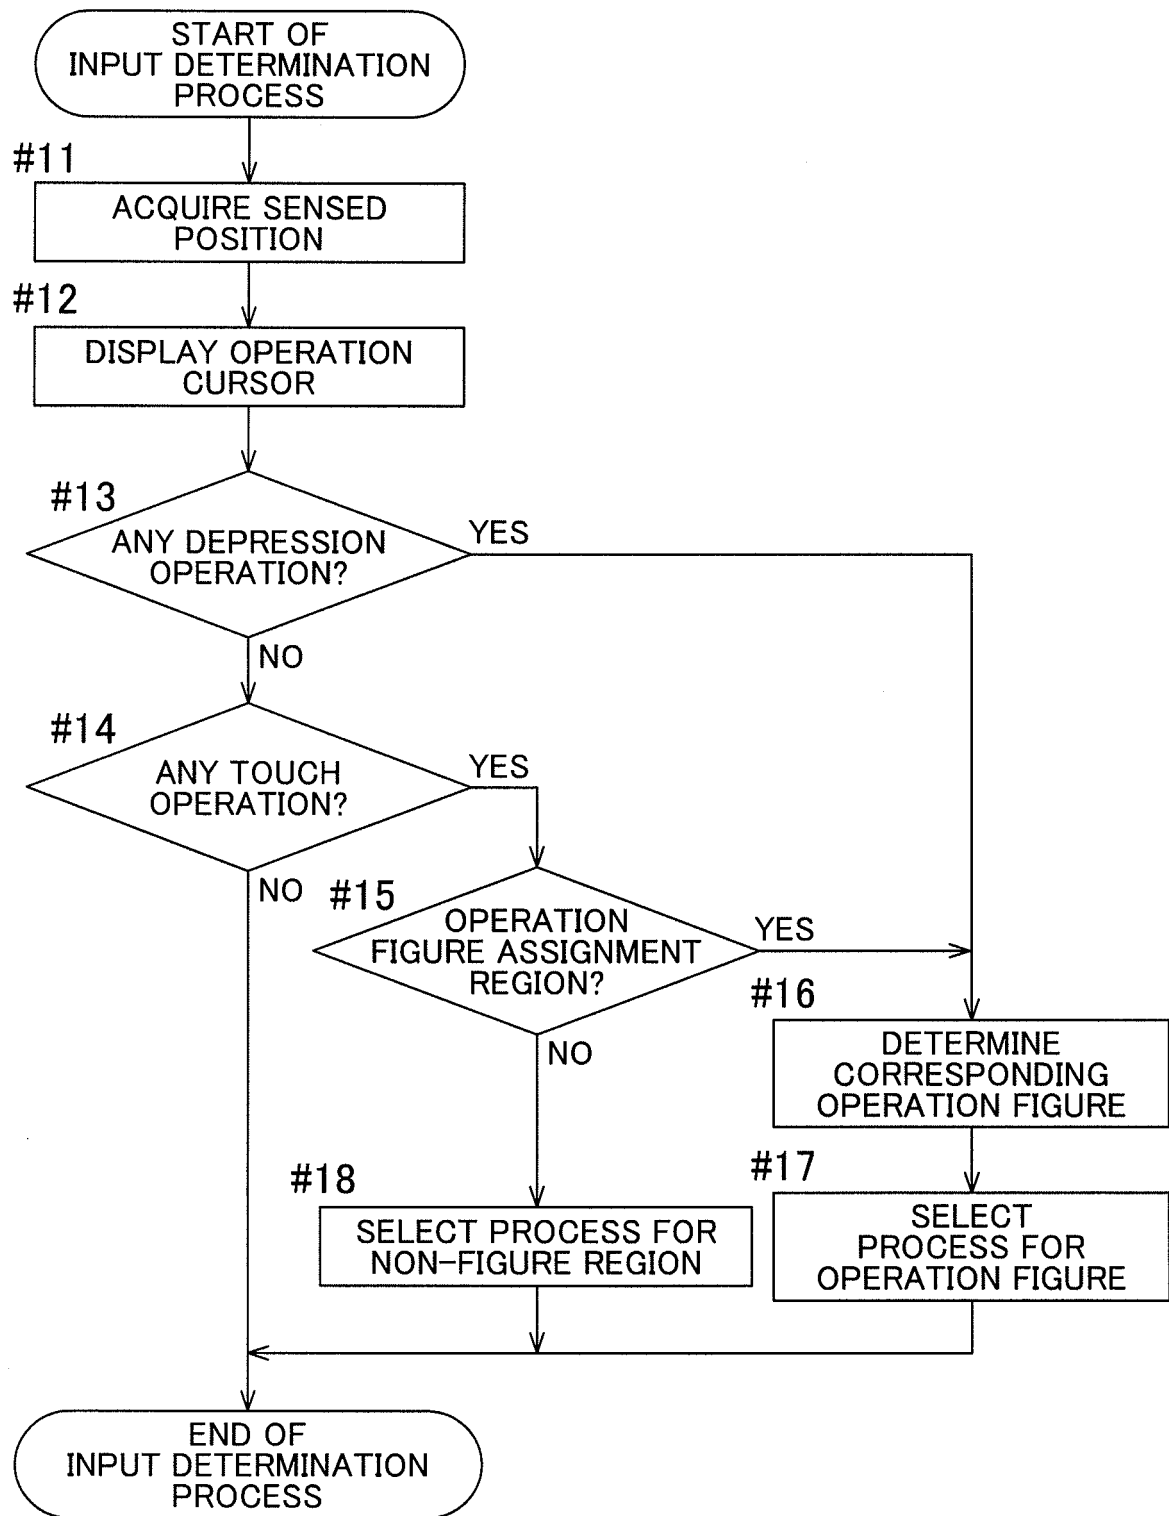 START OF
INPUT DETERMINATION
PROCESS
#11
ACQUIRE SENSED
POSITION
#12
DISPLAY OPERATION
CURSOR
#13
ANY DEPRESSION
OPERATION?
YES
NO
#14
ANY TOUCH
OPERATION?
YES
NO
#15
OPERATION
FIGURE ASSIGNMENT
REGION?
YES
NO
#16
DETERMINE
CORRESPONDING
OPERATION FIGURE
#17
SELECT
PROCESS FOR
OPERATION FIGURE
#18
SELECT PROCESS FOR
NON-FIGURE REGION
END OF
INPUT DETERMINATION
PROCESS